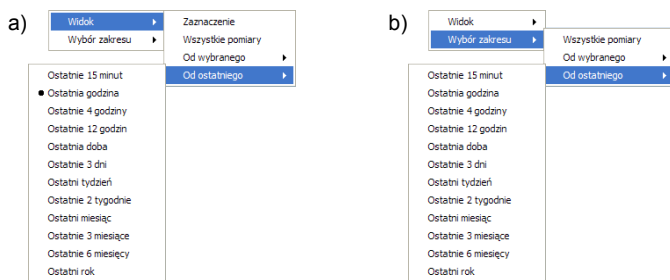 a)
Widok
Wybór zakresu
Zaznaczenie
Wszystkie pomiary
Od wybranego
Od ostatniego
Ostatnie 15 minut
Ostatnia godzina
Ostatnie 4 godziny
Ostatnie 12 godzin
Ostatnia doba
Ostatnie 3 dni
Ostatni tydzień
Ostatnie 2 tygodnie
Ostatni miesiąc
Ostatnie 3 miesiące
Ostatnie 6 miesięcy
Ostatni rok
b)
Widok
Wybór zakresu
Wszystkie pomiary
Od wybranego
Od ostatniego
Ostatnie 15 minut
Ostatnia godzina
Ostatnie 4 godziny
Ostatnie 12 godzin
Ostatnia doba
Ostatnie 3 dni
Ostatni tydzień
Ostatnie 2 tygodnie
Ostatni miesiąc
Ostatnie 3 miesiące
Ostatnie 6 miesięcy
Ostatni rok